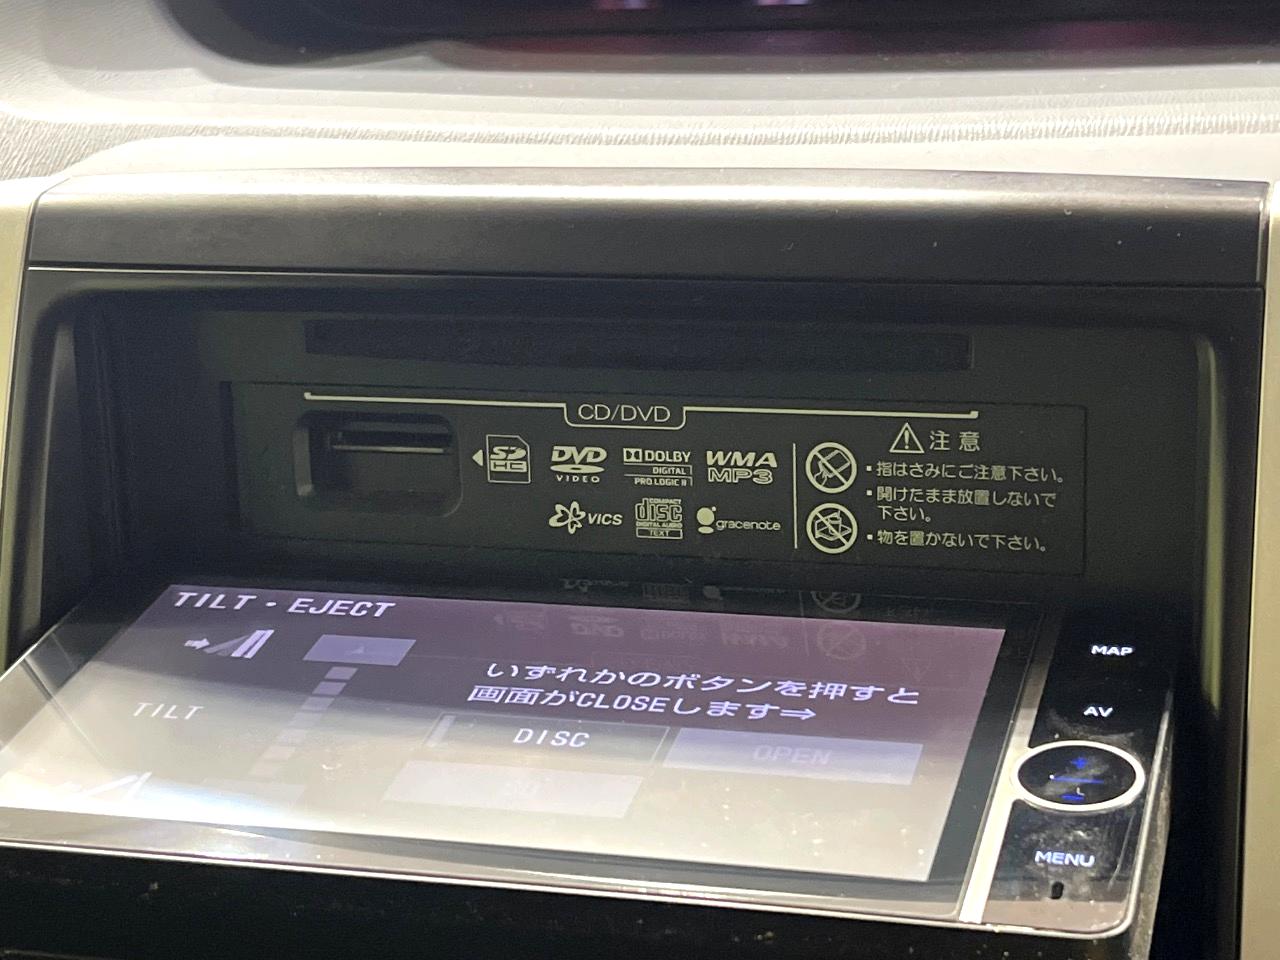 CD/DVD
SD HC
DVD VIDEO
DOLBY DIGITAL PRO LOGIC II
WMA MP3
VICS
COMPACT disc DIGITAL AUDIO TEXT
gracenote
注意
・指はさみにご注意下さい。
・開けたまま放置しないで
下さい。
・物を置かないで下さい。
TILT・EJECT
いずれかのボタンを押すと
画面がCLOSEします⇒
TILT
DISC
OPEN
MAP
AV
MENU